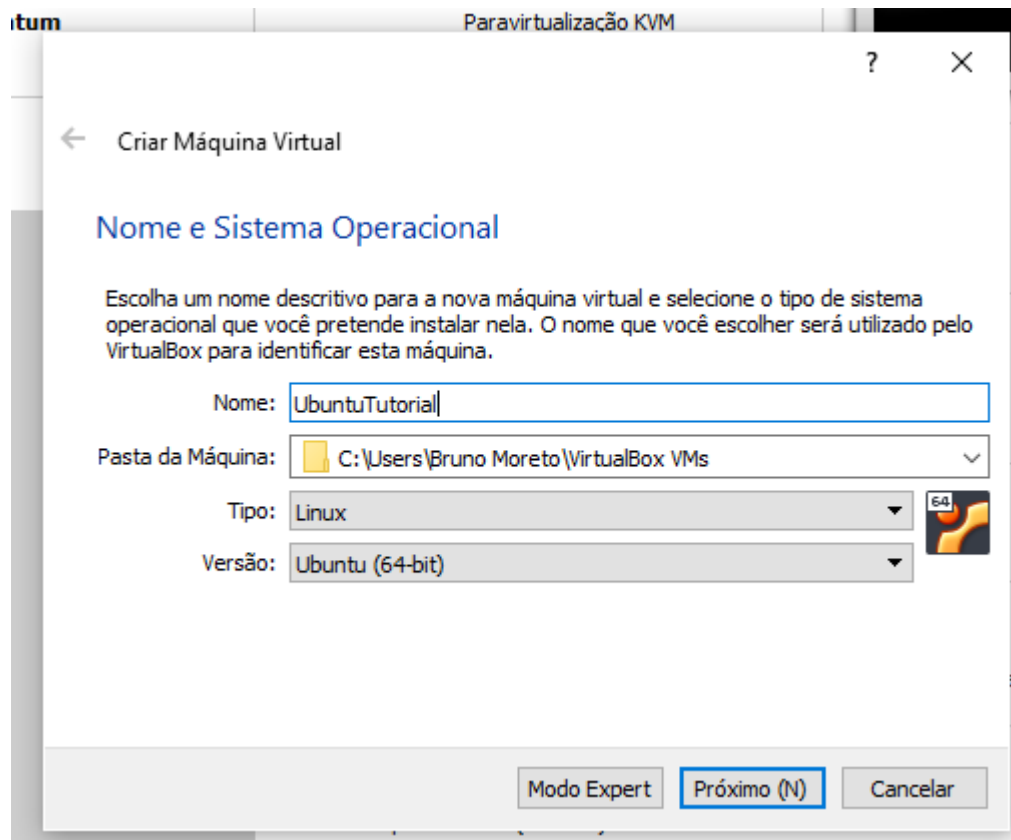 tum
Paravirtualização KVM
?
Criar Máquina Virtual
Nome e Sistema Operacional
Escolha um nome descritivo para a nova máquina virtual e selecione o tipo de sistema
operacional que você pretende instalar nela. O nome que você escolher será utilizado pelo
VirtualBox para identificar esta máquina.
Nome: UbuntuTutorial
Pasta da Máquina: C:\Users\Bruno Moreto\VirtualBox VMs
Tipo: Linux
64
Versão: Ubuntu (64-bit)
Modo Expert Próximo (N) Cancelar